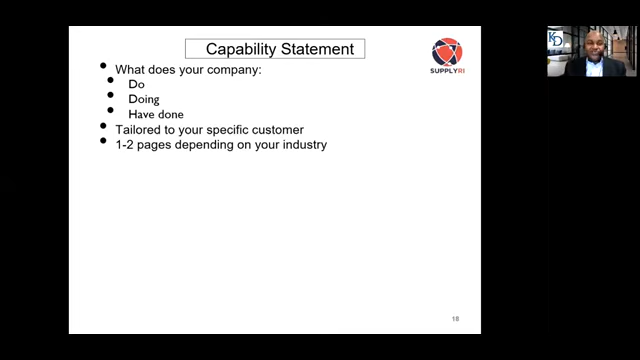 Capability Statement
SUPPLYRI
What does your company:
Do
Doing
Have done
Tailored to your specific customer
1-2 pages depending on your industry
18
KD